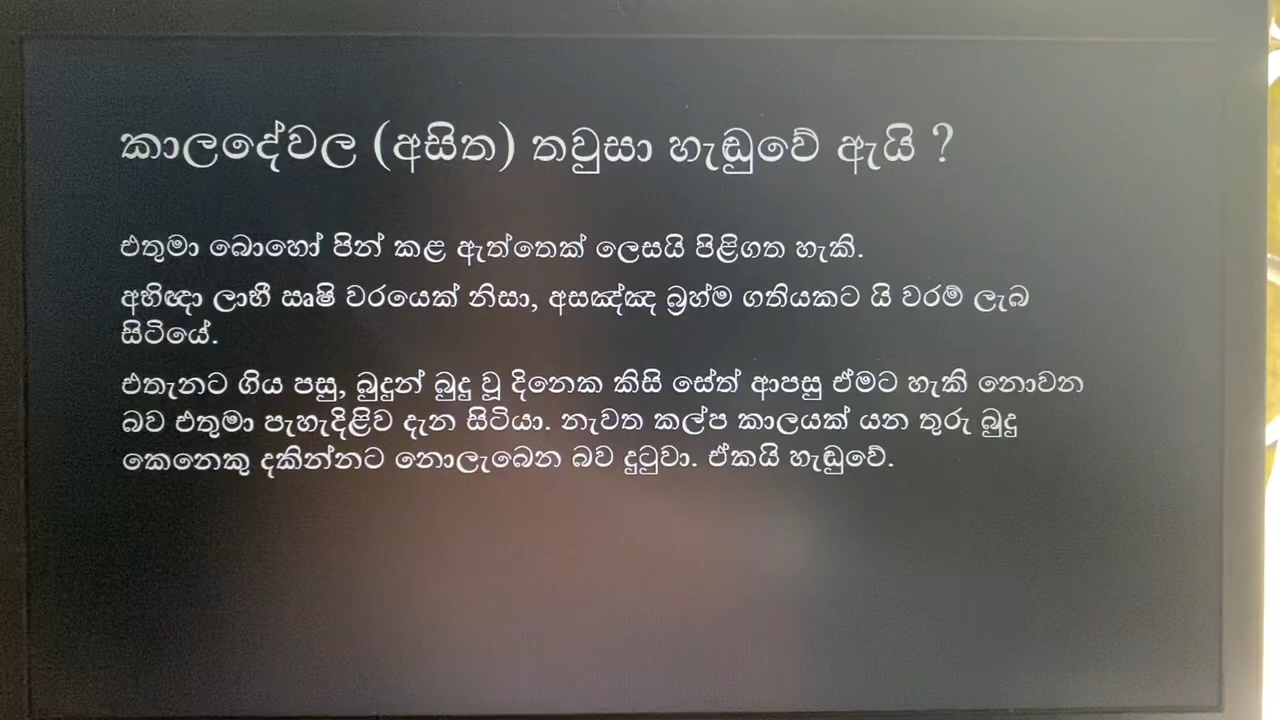 කාලදේවල (අසිත) තවුසා හැඬුවේ ඇයි ?
එතුමා බොහෝ පින් කළ ඇත්තෙක් ලෙසයි පිළිගත හැකි.
අභිඥා ලාභී ඍෂි වරයෙක් නිසා, අසඤ්ඤ බ්‍රහ්ම ගතියකට යි වරම් ලැබ
සිටියේ.
එතැනට ගිය පසු, බුදුන් බුදු වූ දිනෙක කිසි සේත් ආපසු ඒමට හැකි නොවන
බව එතුමා පැහැදිළිව දැන සිටියා. නැවත කල්ප කාලයක් යන තුරු බුදු
කෙනෙකු දකින්නට නොලැබෙන බව දුටුවා. ඒකයි හැඬුවේ.